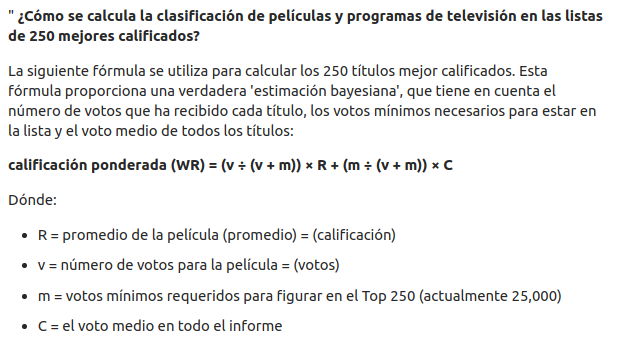 " ¿Cómo se calcula la clasificación de películas y programas de televisión en las listas
de 250 mejores calificados?
La siguiente fórmula se utiliza para calcular los 250 títulos mejor calificados. Esta
fórmula proporciona una verdadera 'estimación bayesiana', que tiene en cuenta el
número de votos que ha recibido cada título, los votos mínimos necesarios para estar en
la lista y el voto medio de todos los títulos:
calificación ponderada (WR) = (v ÷ (v + m)) × R + (m ÷ (v + m)) × C
Dónde:
• R = promedio de la película (promedio) = (calificación)
• v = número de votos para la película = (votos)
• m = votos mínimos requeridos para figurar en el Top 250 (actualmente 25,000)
• C = el voto medio en todo el informe